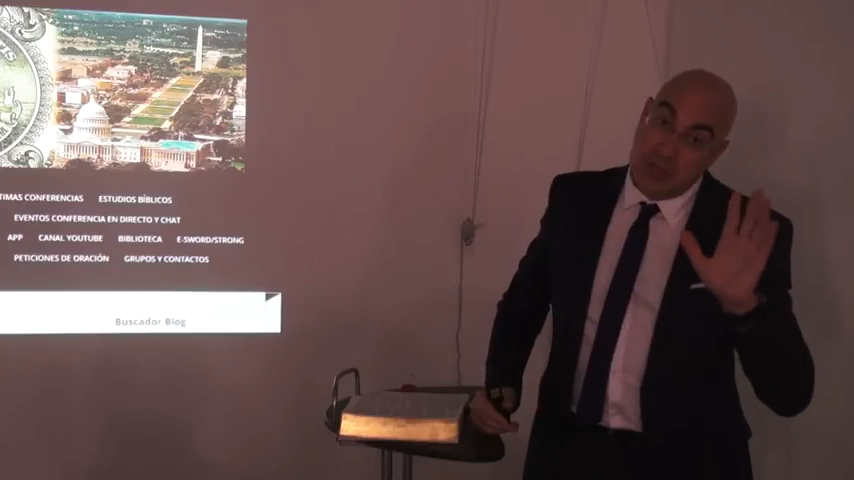 TIMAS CONFERENCIAS ESTUDIOS BÍBLICOS
EVENTOS CONFERENCIA EN DIRECTO Y CHAT
APP CANAL YOUTUBE BIBLIOTECA E-SWORD/STRONG
PETICIONES DE ORACIÓN GRUPOS Y CONTACTOS
Buscador Blog